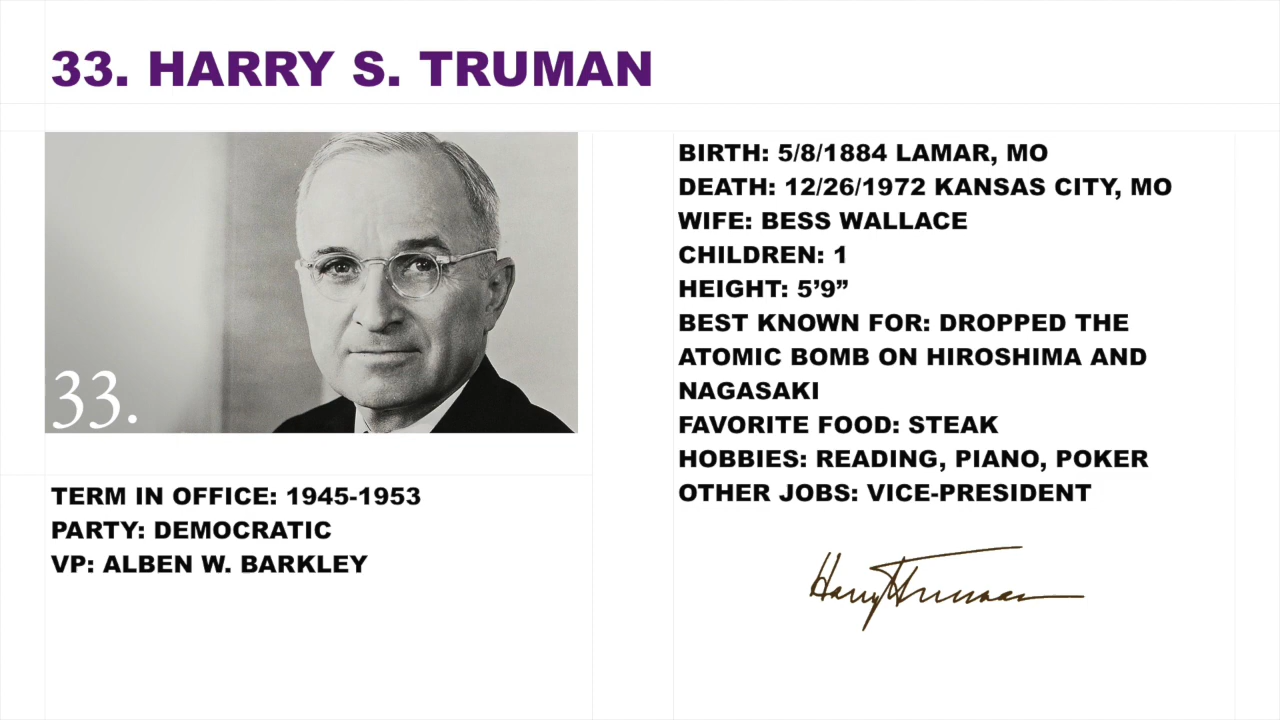 33. HARRY S. TRUMAN
33.
TERM IN OFFICE: 1945-1953
PARTY: DEMOCRATIC
VP: ALBEN W. BARKLEY
BIRTH: 5/8/1884 LAMAR, MO
DEATH: 12/26/1972 KANSAS CITY, MO
WIFE: BESS WALLACE
CHILDREN: 1
HEIGHT: 5’9”
BEST KNOWN FOR: DROPPED THE
ATOMIC BOMB ON HIROSHIMA AND
NAGASAKI
FAVORITE FOOD: STEAK
HOBBIES: READING, PIANO, POKER
OTHER JOBS: VICE-PRESIDENT
Harry Truman